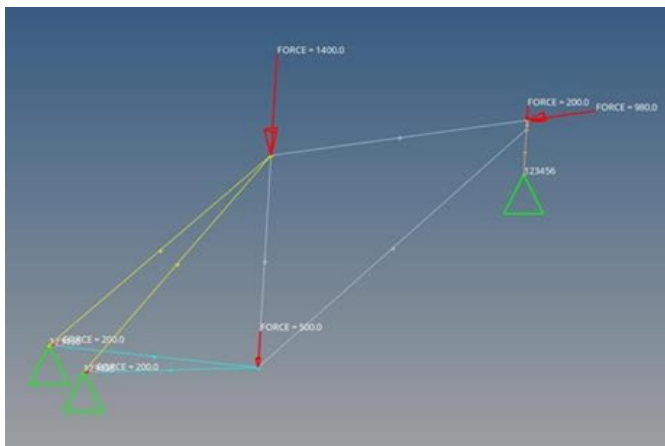 FORCE = 1400.0
FORCE = 200.0
FORCE = 980.0
123456
FORCE = 500.0
FORCE = 200.0
FORCE = 200.0